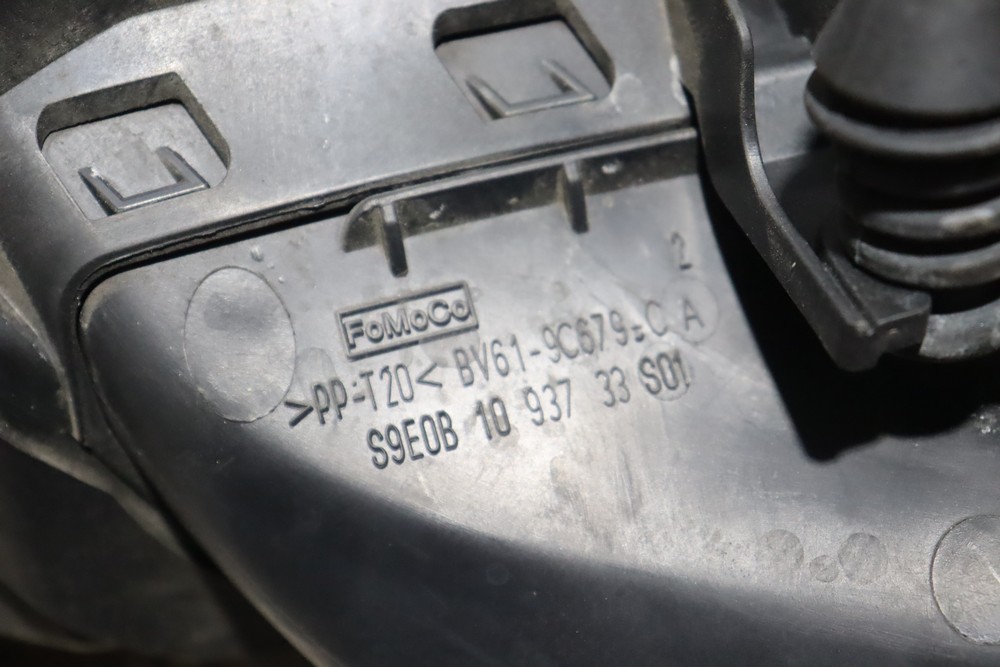 2
FoMoCo
>PP-T20< BV61-9C679-CA
S9E0B 10 937 33 S01